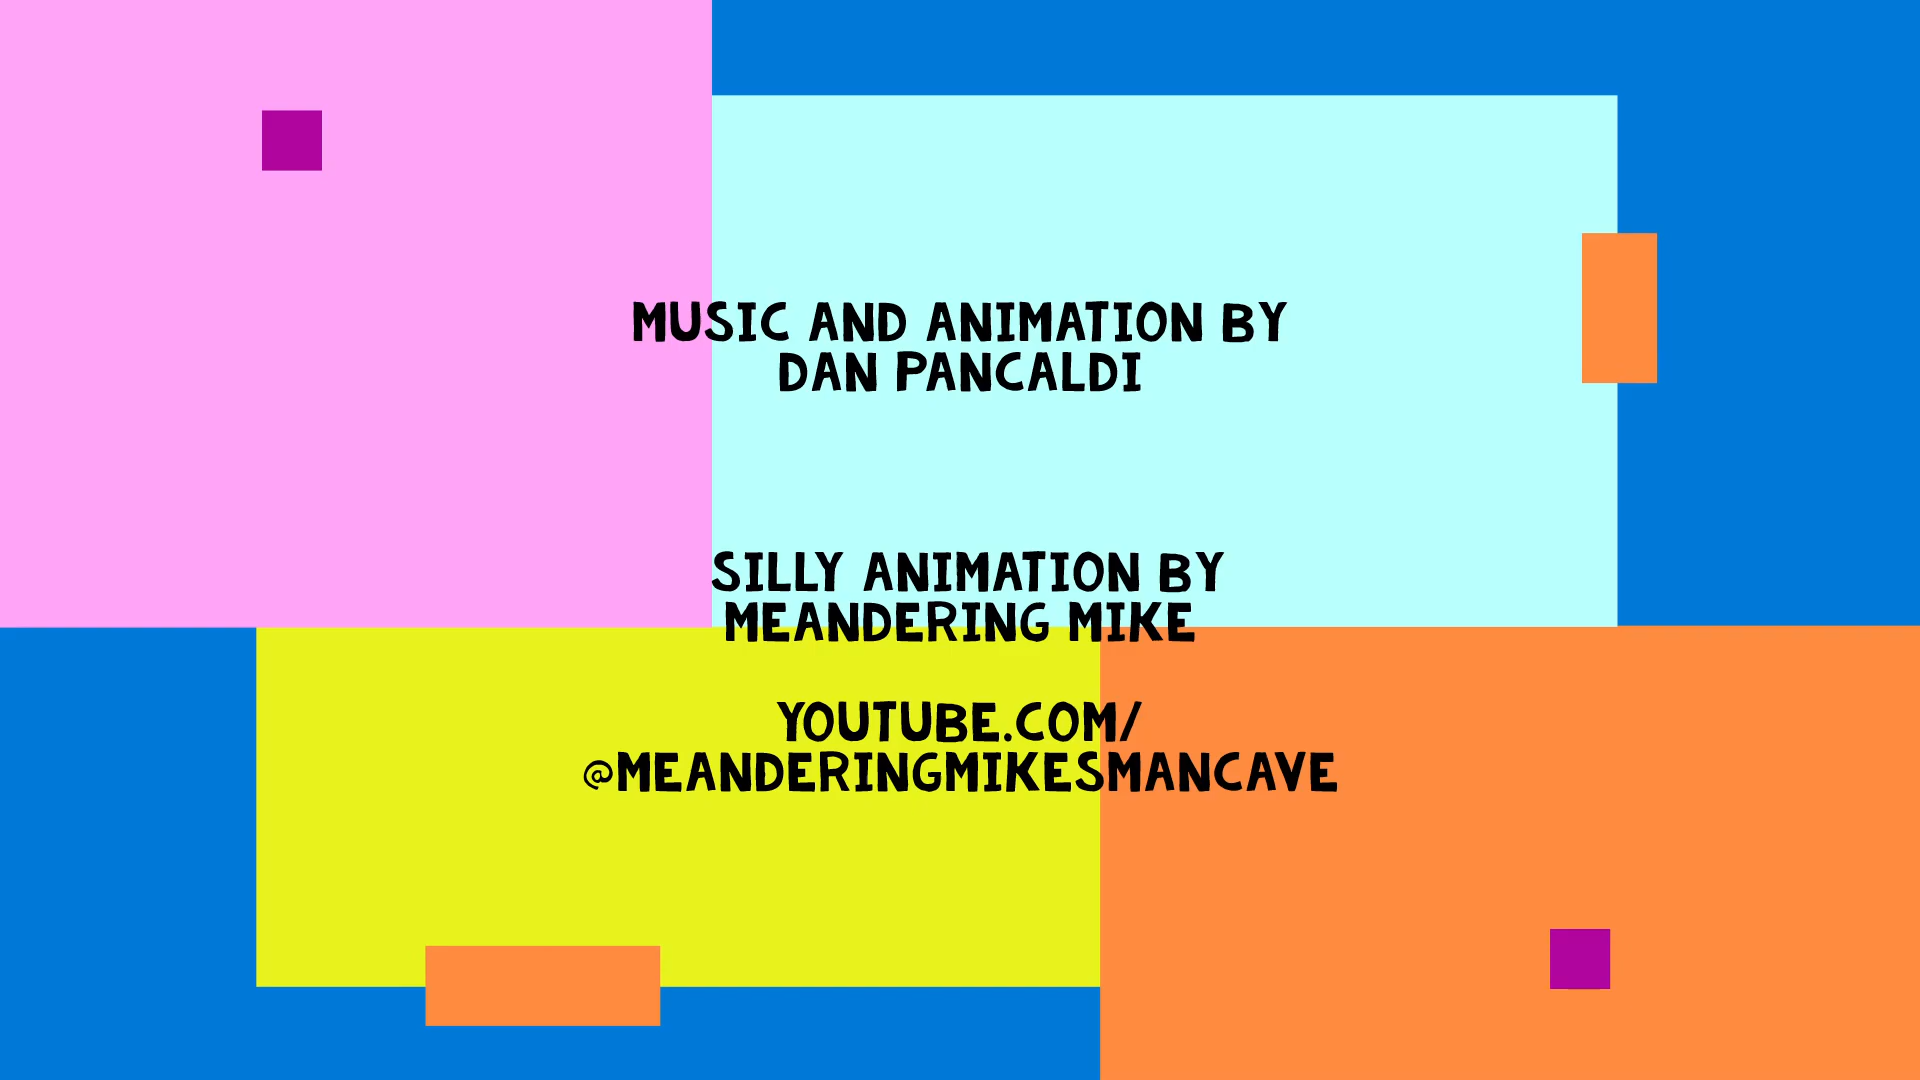 MUSIC AND ANIMATION BY
DAN PANCALDI
SILLY ANIMATION BY
MEANDERING MIKE
YOUTUBE.COM/
@MEANDERINGMIKESMANCAVE